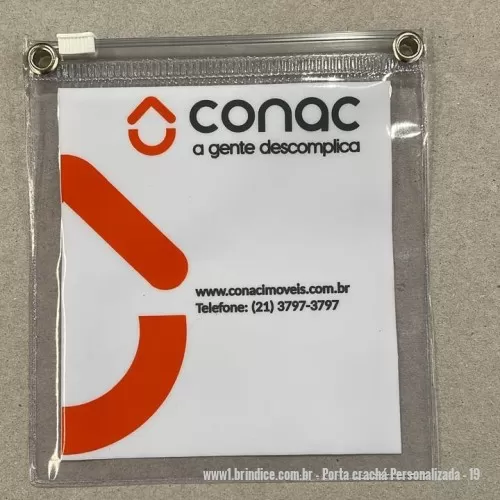 conac
a gente descomplica
www.conacimoveis.com.br
Telefone: (21) 3797-3797
www1.brindice.com.br - Porta crachá Personalizada - 19